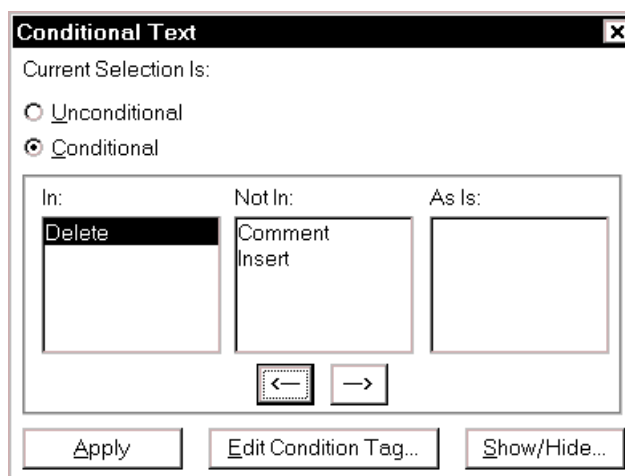 Conditional Text
Current Selection Is:
Unconditional
Conditional
In: Not In: As Is:
Delete Comment
Insert
<— —>
Apply Edit Condition Tag... Show/Hide...